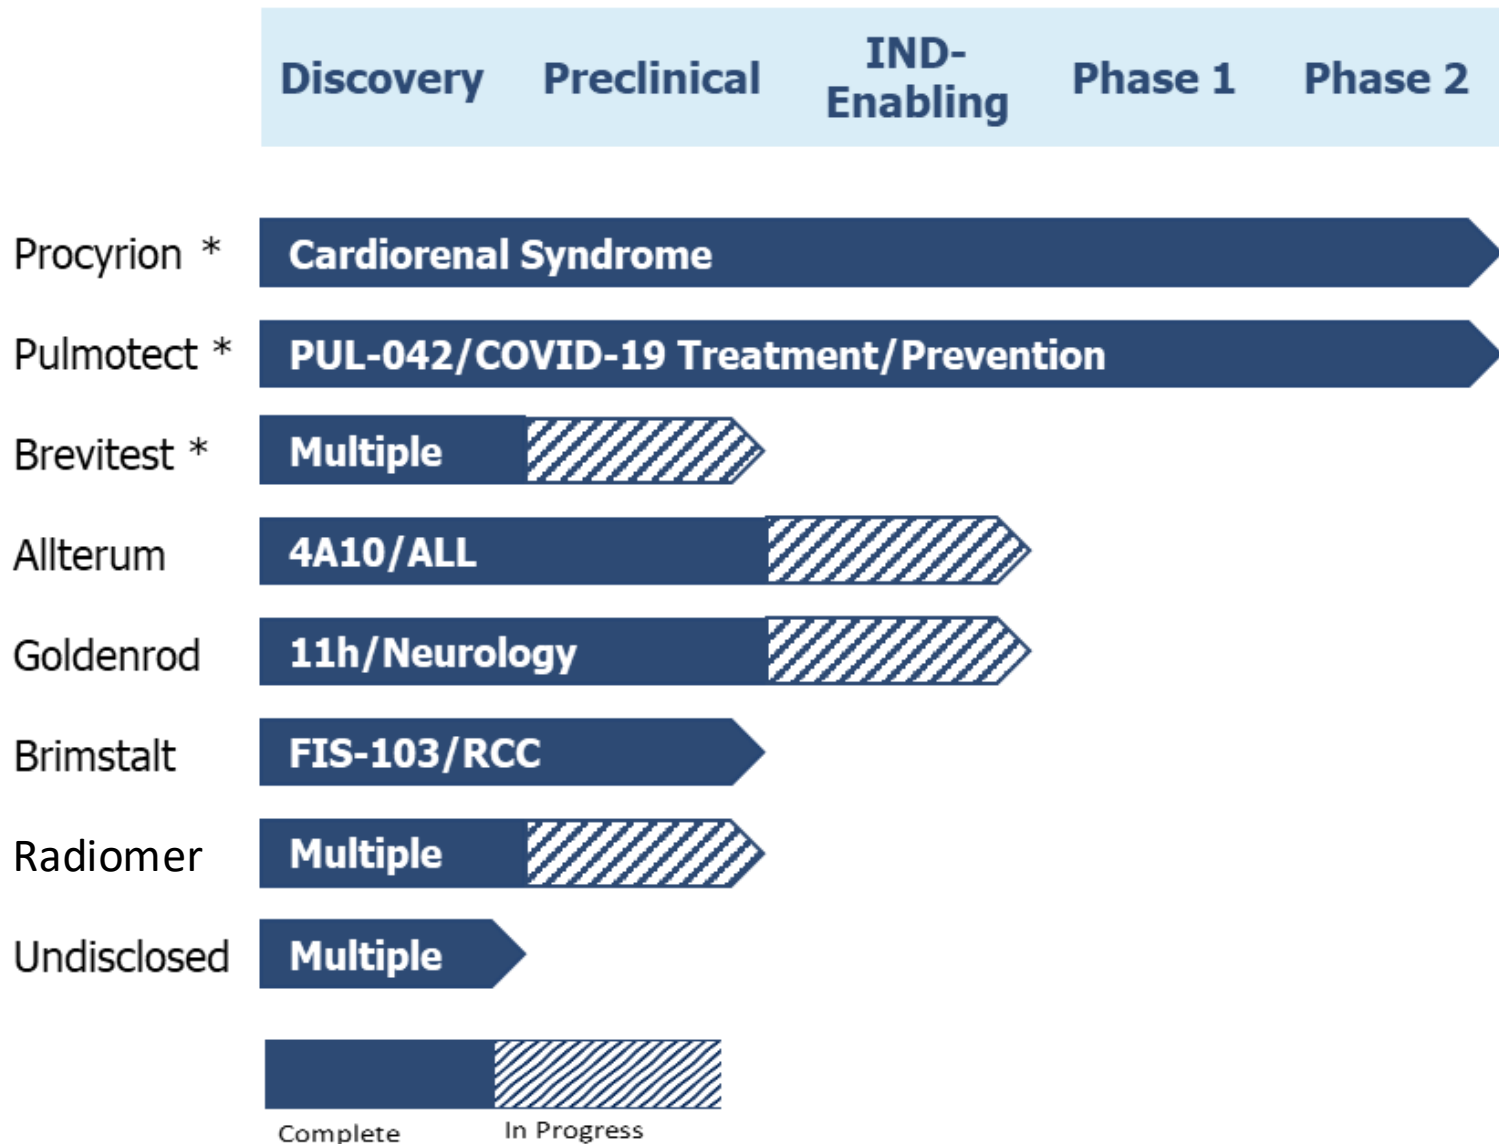 Discovery Preclinical IND-Enabling Phase 1 Phase 2
Procyrion * Cardiorenal Syndrome
Pulmotect * PUL-042/COVID-19 Treatment/Prevention
Brevitest * Multiple
Allterum 4A10/ALL
Goldenrod 11h/Neurology
Brimstalt FIS-103/RCC
Radiomer Multiple
Undisclosed Multiple
Complete In Progress